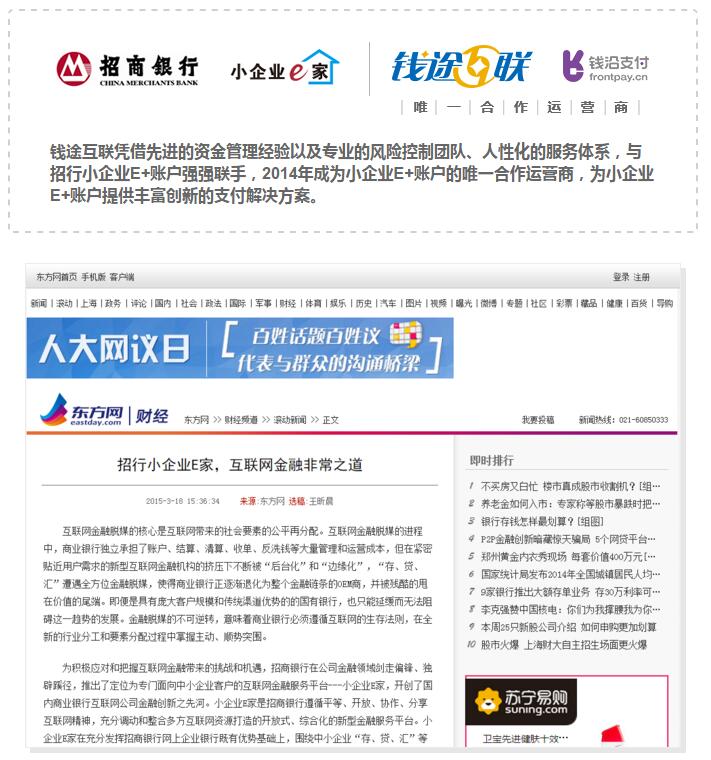 招商银行
CHINA MERCHANTS BANK
小企业e家
钱途互联
钱沿支付
frontpay.cn
唯 一 合 作 运 营 商
钱途互联凭借先进的资金管理经验以及专业的风险控制团队、人性化的服务体系，与
招行小企业E+账户强强联手，2014年成为小企业E+账户的唯一合作运营商，为小企业
E+账户提供丰富创新的支付解决方案。
东方网首页 手机版 客户端
登录 注册
新闻 | 滚动 | 上海 | 政务 | 评论 | 国内 | 社会 | 政法 | 国际 | 军事 | 财经 | 体育 | 娱乐 | 历史 | 汽车 | 图片 | 视频 | 曝光 | 微博 | 专题 | 社区 | 彩票 | 藏品 | 健康 | 百货 | 导购
人大网议日
百姓话题百姓议
代表与群众的沟通桥梁
东方网
eastday.com
财经
东方网 >> 财经频道 >> 滚动新闻 >> 正文
我要投稿
新闻热线：021-60850333
招行小企业E家，互联网金融非常之道
2015-3-18 15:36:34 来源:东方网 选稿:王昕晨
互联网金融脱媒的核心是互联网带来的社会要素的公平再分配。互联网金融脱媒的进程
中，商业银行独立承担了账户、结算、清算、收单、反洗钱等大量管理和运营成本，但在紧密
贴近用户需求的新型互联网金融机构的挤压下不断被“后台化”和“边缘化”，“存、贷、
汇”遭遇全方位金融脱媒，使得商业银行正逐渐退化为整个金融链条的OEM商，并被残酷的甩
在价值的尾端。即便是具有庞大客户规模和传统渠道优势的的国有银行，也只能延缓而无法阻
碍这一趋势的发展。金融脱媒的不可逆转，意味着商业银行必须遵循互联网的生存法则，在全
新的行业分工和要素分配过程中掌握主动、顺势突围。
为积极应对和把握互联网金融带来的挑战和机遇，招商银行在公司金融领域剑走偏锋、独
辟蹊径，推出了定位为专门面向中小企业客户的互联网金融服务平台---小企业E家，开创了国
内商业银行互联网公司金融创新之先河。小企业E家是招商银行遵循平等、开放、协作、分享
互联网精神，充分调动和整合多方互联网资源打造的开放式、综合化的新型金融服务平台。小
企业E家在充分发挥招商银行网上企业银行既有优势基础上，围绕中小企业“存、贷、汇”等
即时排行
1 不买房又白忙 楼市真成股市收割机？[组…
2 养老金如何入市：专家称等股市暴跌时把…
3 银行存钱怎样最划算？[组图]
4 P2P金融创新暗藏惊天骗局 5个网贷平台…
5 郑州黄金内衣秀现场 每套价值400万元[…
6 国家统计局发布2014年全国城镇居民人均…
7 9家银行推出大额存单业务 存30万利率可…
8 李克强赞中国核电：你们为我撑腰我为你…
9 本周25只新股公司介绍 如何申购更加划算
10 股市火爆 上海财大自主招生场面更火爆
苏宁易购
suning.com
卫宝先进健肤十效…